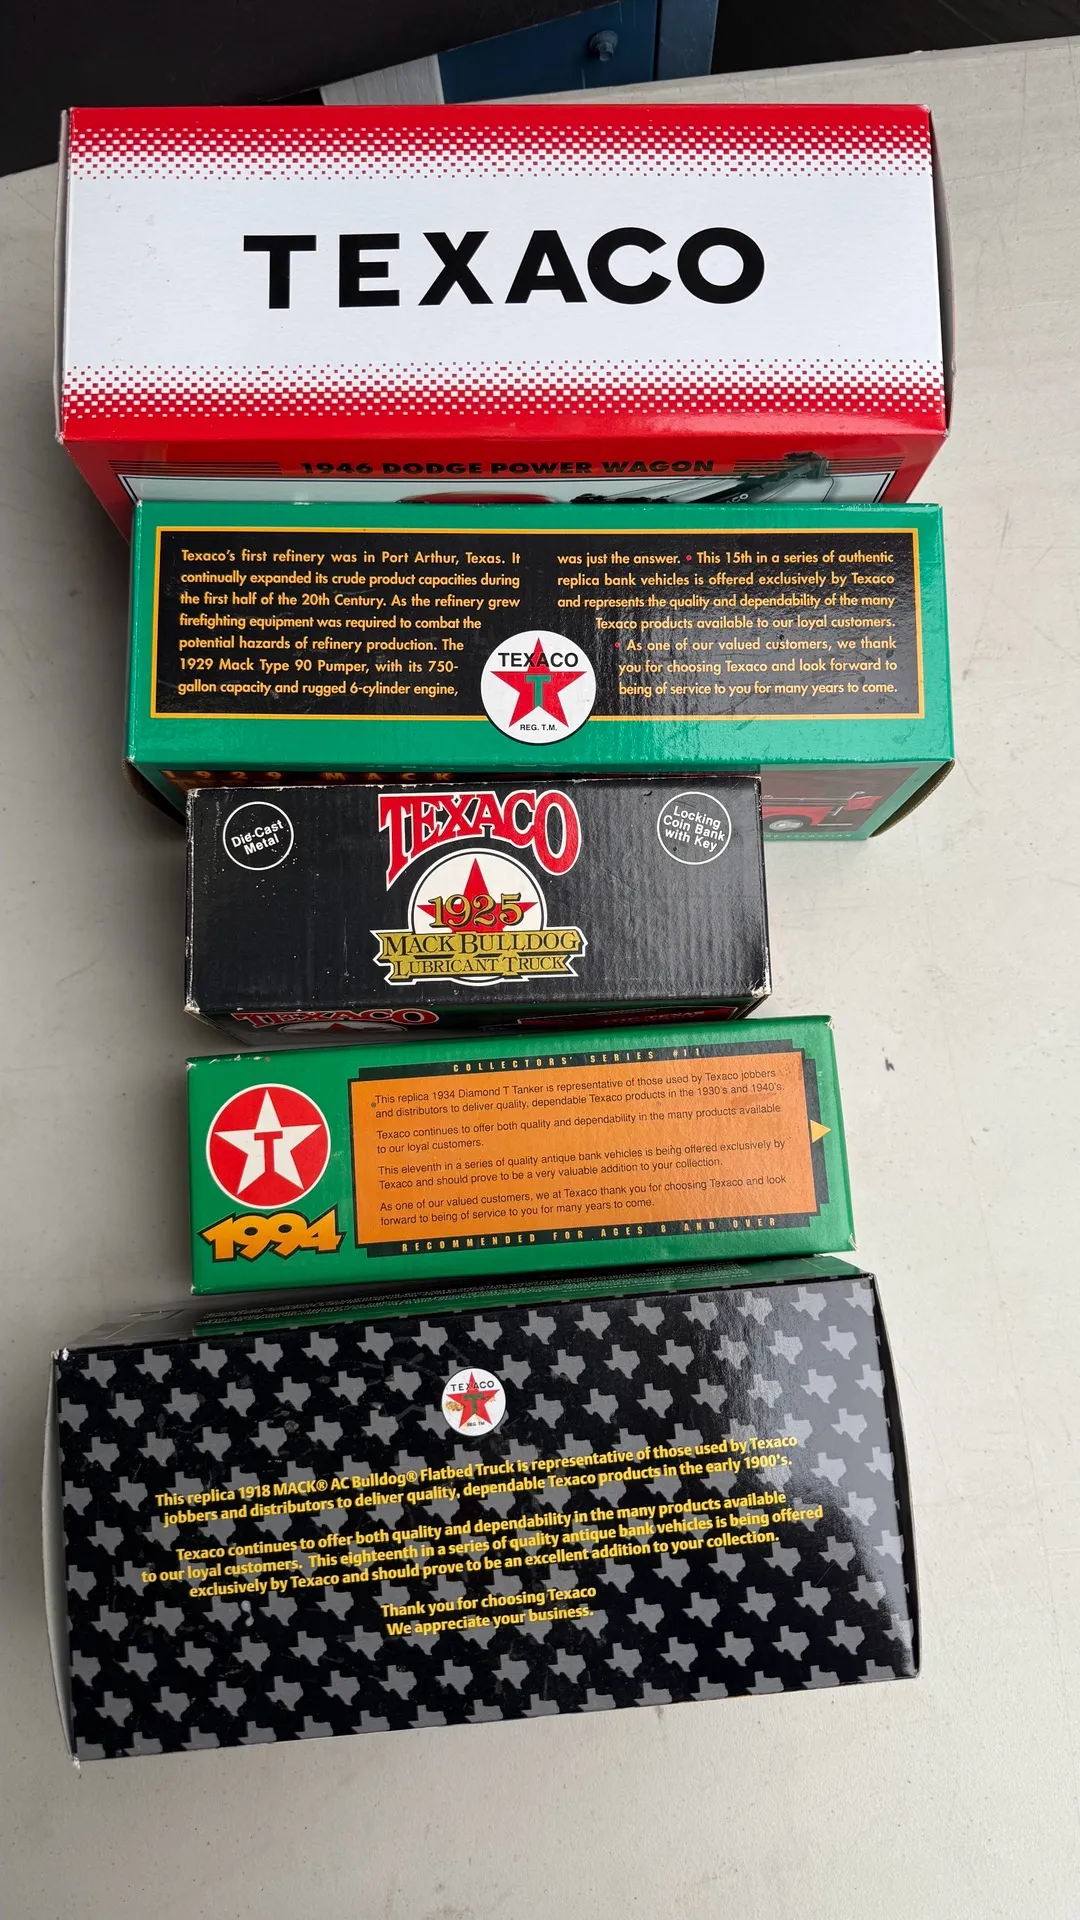 TEXACO
1946 DODGE POWER WAGON
Texaco's first refinery was in Port Arthur, Texas. It
continually expanded its crude product capacities during
the first half of the 20th Century. As the refinery grew
firefighting equipment was required to combat the
potential hazards of refinery production. The
1929 Mack Type 90 Pumper, with its 750-
gallon capacity and rugged 6-cylinder engine,
was just the answer. • This 15th in a series of authentic
replica bank vehicles is offered exclusively by Texaco
and represents the quality and dependability of the many
Texaco products available to our loyal customers.
• As one of our valued customers, we thank
you for choosing Texaco and look forward to
being of service to you for many years to come.
TEXACO
T
REG. T.M.
1929 MACK
Die-Cast
Metal
TEXACO
1925
MACK BULLDOG
LUBRICANT TRUCK
Locking
Coin Bank
with Key
TEXACO
COLLECTORS' SERIES #11
This replica 1934 Diamond T Tanker is representative of those used by Texaco jobbers
and distributors to deliver quality, dependable Texaco products in the 1930's and 1940's.
Texaco continues to offer both quality and dependability in the many products available
to our loyal customers.
This eleventh in a series of quality antique bank vehicles is being offered exclusively by
Texaco and should prove to be a very valuable addition to your collection.
As one of our valued customers, we at Texaco thank you for choosing Texaco and look
forward to being of service to you for many years to come.
RECOMMENDED FOR AGES 8 AND OVER
T
1994
TEXACO
T
REG. TM
This replica 1918 MACK® AC Bulldog® Flatbed Truck is representative of those used by Texaco
jobbers and distributors to deliver quality, dependable Texaco products in the early 1900's.
Texaco continues to offer both quality and dependability in the many products available
to our loyal customers. This eighteenth in a series of quality antique bank vehicles is being offered
exclusively by Texaco and should prove to be an excellent addition to your collection.
Thank you for choosing Texaco
We appreciate your business.